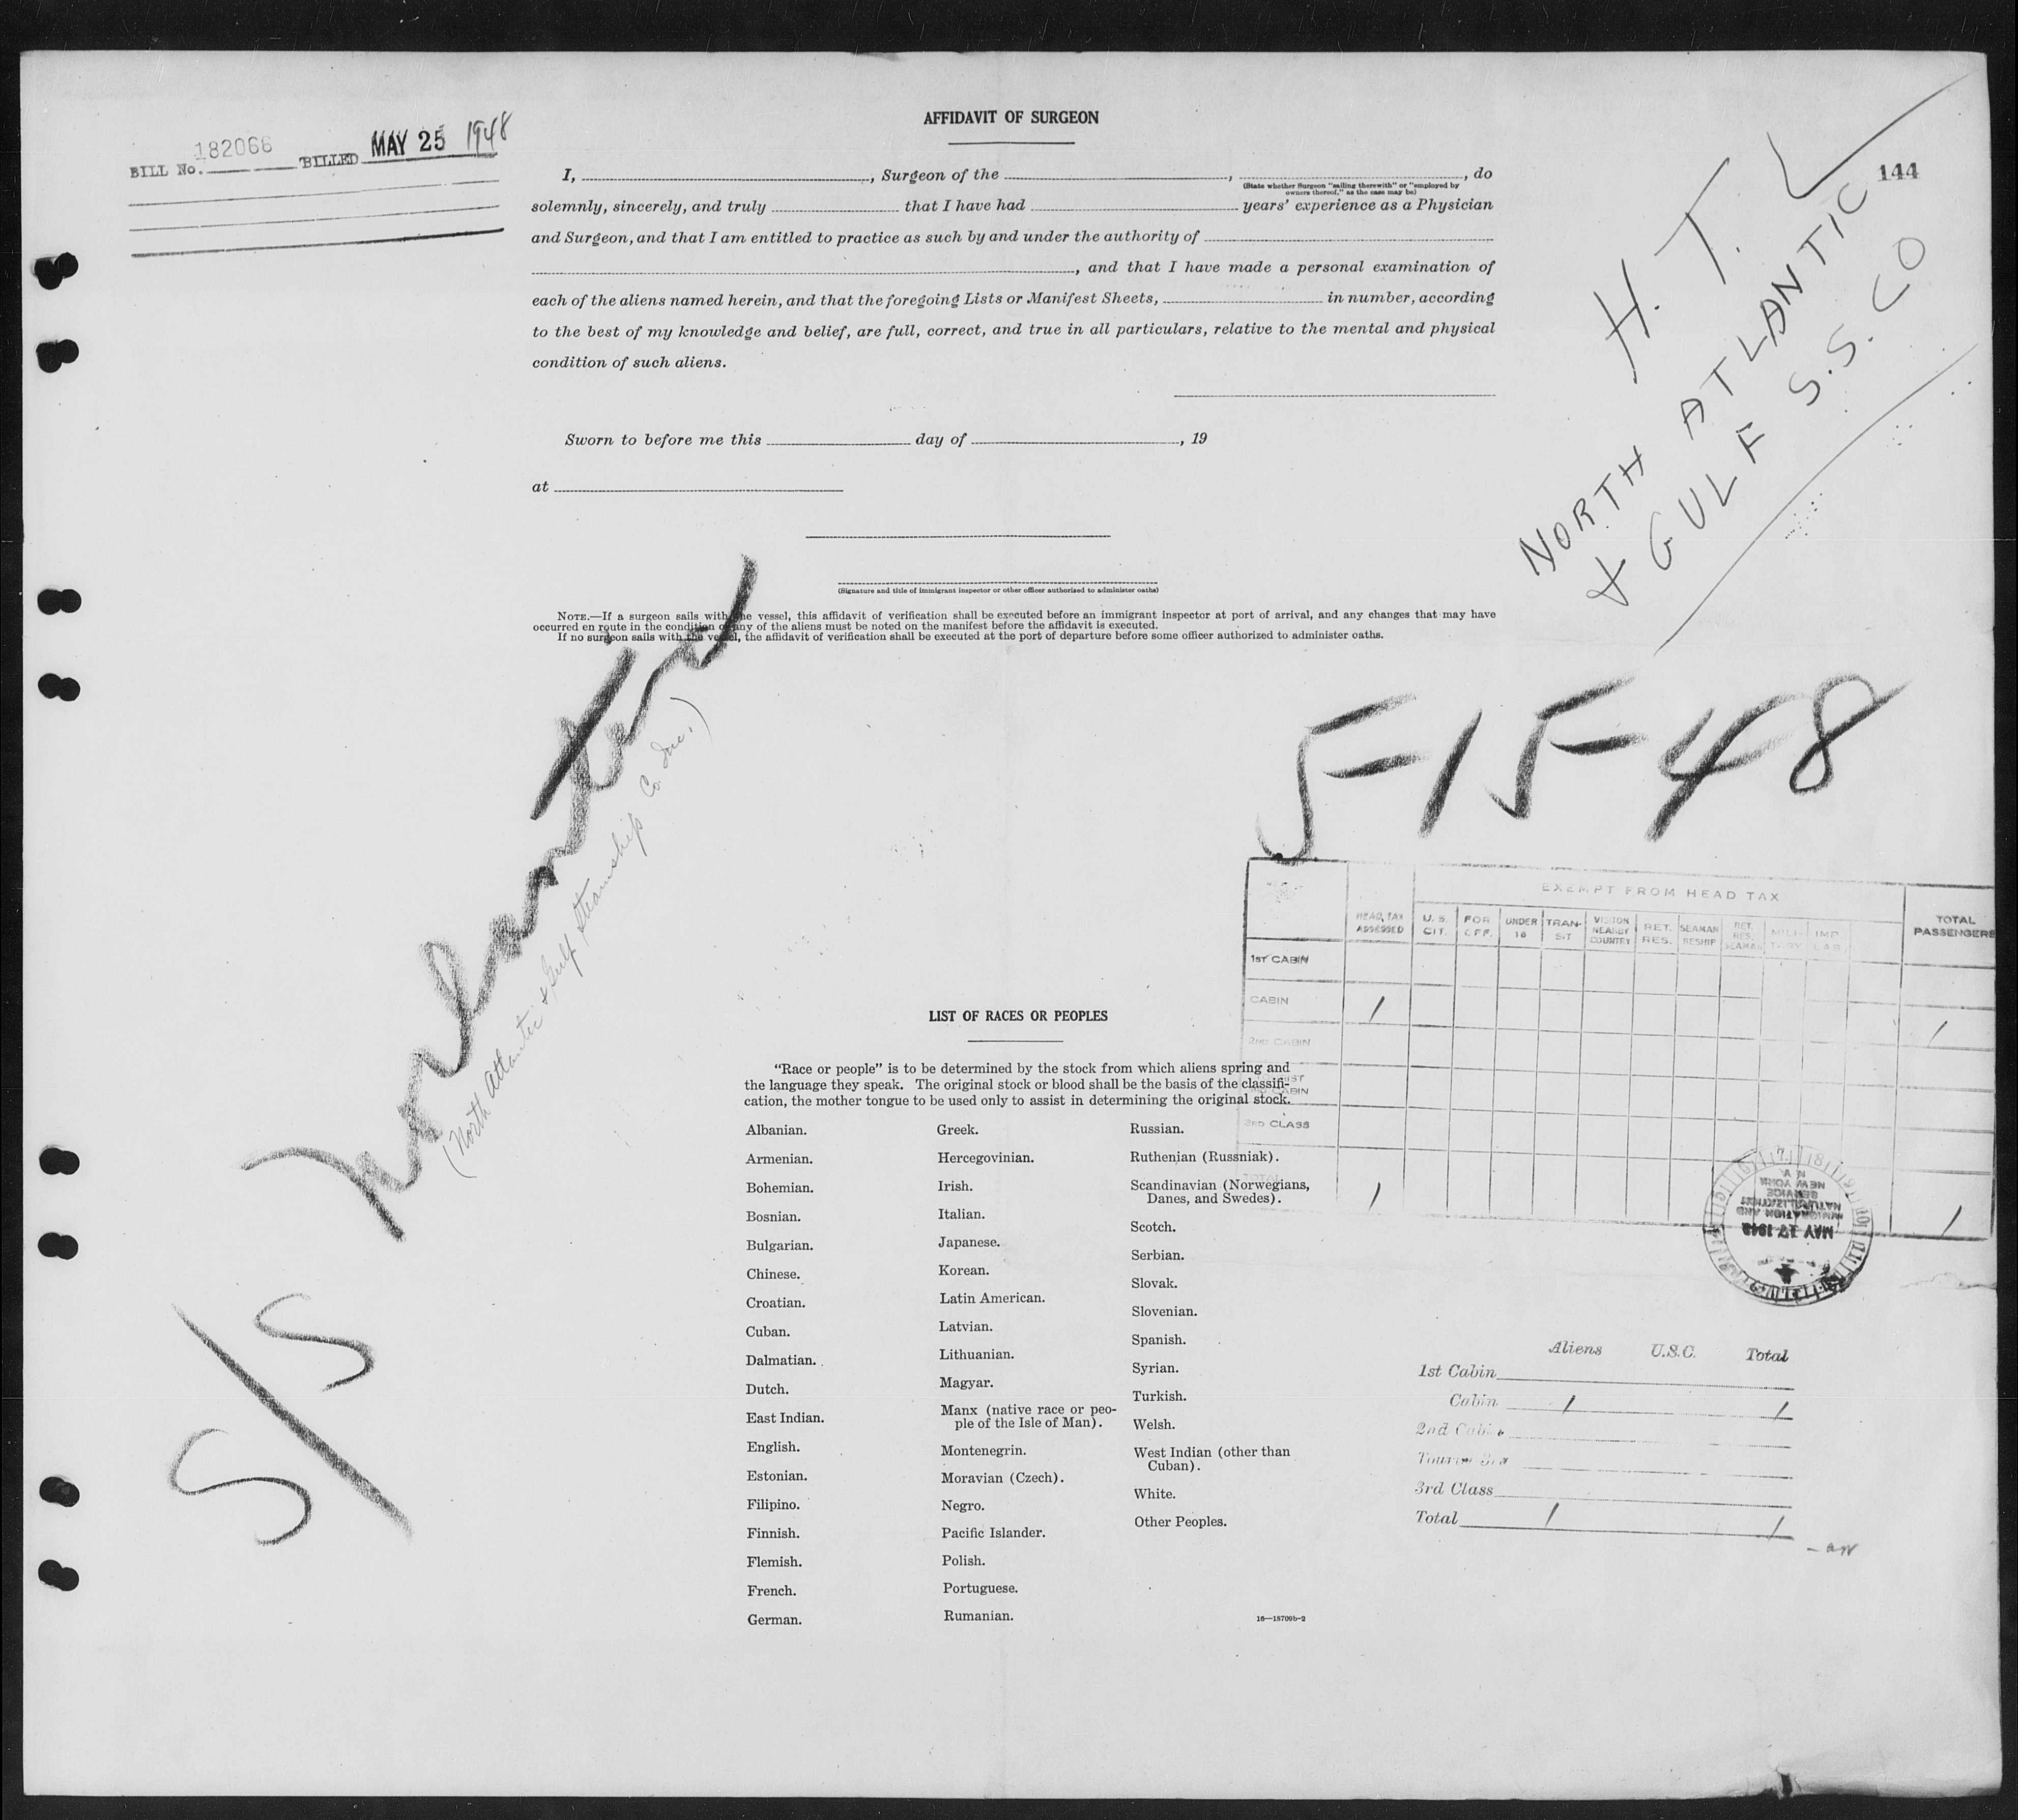 BILL No. 182066 BILLED MAY 25 1948
AFFIDAVIT OF SURGEON
144
I, , Surgeon of the , , do
(State whether Surgeon "sailing therewith" or "employed by
owners thereof," as the case may be)
solemnly, sincerely, and truly that I have had years' experience as a Physician
and Surgeon, and that I am entitled to practice as such by and under the authority of
, and that I have made a personal examination of
each of the aliens named herein, and that the foregoing Lists or Manifest Sheets, in number, according
to the best of my knowledge and belief, are full, correct, and true in all particulars, relative to the mental and physical
condition of such aliens.
Sworn to before me this day of , 19
at
(Signature and title of immigrant inspector or other officer authorized to administer oaths)
NOTE.—If a surgeon sails with the vessel, this affidavit of verification shall be executed before an immigrant inspector at port of arrival, and any changes that may have
occurred en route in the condition of any of the aliens must be noted on the manifest before the affidavit is executed.
If no surgeon sails with the vessel, the affidavit of verification shall be executed at the port of departure before some officer authorized to administer oaths.
H. T. L
NORTH ATLANTIC
& GULF S.S. CO
5-15-48
S/S Norlantic
(North Atlantic & Gulf Steamship Co. Inc.)
EXEMPT FROM HEAD TAX
HEAD TAX ASSESSED U.S. CIT. FOR OFF. UNDER 16 TRAN-SIT VISITOR NEARBY COUNTRY RET. RES. SEAMAN RESHIP RET. RES. SEAMAN MILI-TARY IMP. LAB. TOTAL PASSENGERS
1ST CABIN
CABIN 1 1
2ND CABIN
CABIN
3RD CLASS
1 1
IMMIGRATION AND
NATURALIZATION
SERVICE
NEW YORK
N.Y.
MAY 17 1948
LIST OF RACES OR PEOPLES
"Race or people" is to be determined by the stock from which aliens spring and
the language they speak. The original stock or blood shall be the basis of the classifi-
cation, the mother tongue to be used only to assist in determining the original stock.
Albanian.
Armenian.
Bohemian.
Bosnian.
Bulgarian.
Chinese.
Croatian.
Cuban.
Dalmatian.
Dutch.
East Indian.
English.
Estonian.
Filipino.
Finnish.
Flemish.
French.
German.
Greek.
Hercegovinian.
Irish.
Italian.
Japanese.
Korean.
Latin American.
Latvian.
Lithuanian.
Magyar.
Manx (native race or peo-
ple of the Isle of Man).
Montenegrin.
Moravian (Czech).
Negro.
Pacific Islander.
Polish.
Portuguese.
Rumanian.
Russian.
Ruthenian (Russniak).
Scandinavian (Norwegians,
Danes, and Swedes).
Scotch.
Serbian.
Slovak.
Slovenian.
Spanish.
Syrian.
Turkish.
Welsh.
West Indian (other than
Cuban).
White.
Other Peoples.
16—18709b-2
Aliens U.S.C. Total
1st Cabin
Cabin 1 1
2nd Cabin
3rd Class
Total 1 1